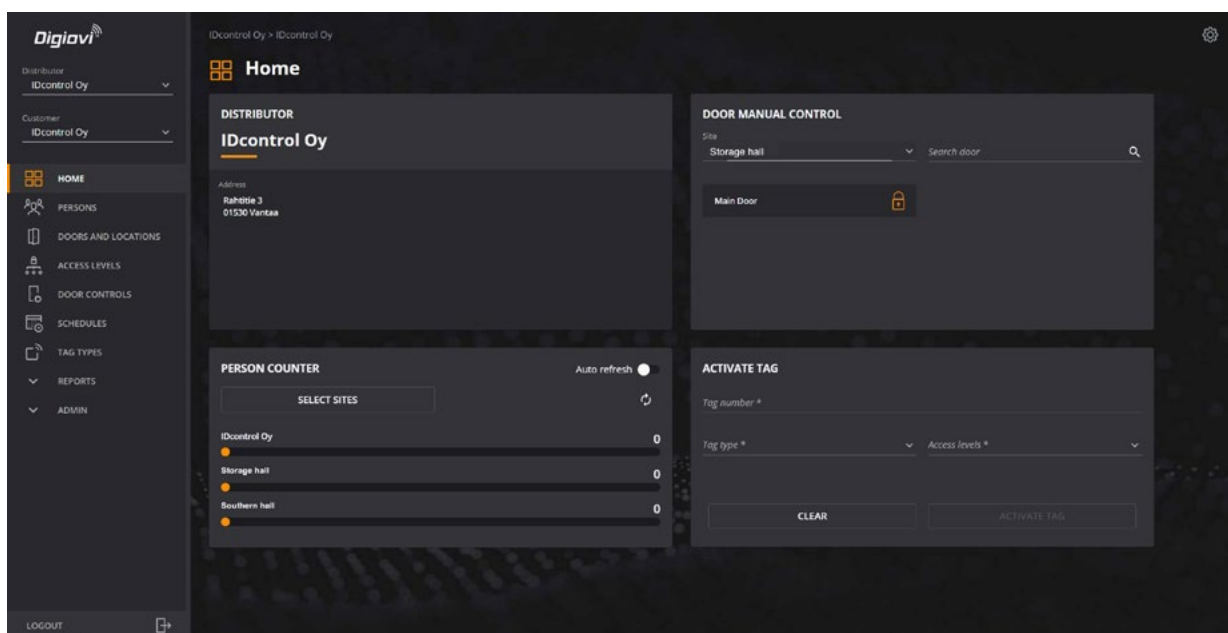 Digiovi
Distributor
IDcontrol Oy
Customer
IDcontrol Oy
HOME
PERSONS
DOORS AND LOCATIONS
ACCESS LEVELS
DOOR CONTROLS
SCHEDULES
TAG TYPES
REPORTS
ADMIN
LOGOUT
IDcontrol Oy > IDcontrol Oy
Home
DISTRIBUTOR
IDcontrol Oy
Address
Rahtitie 3
01530 Vantaa
DOOR MANUAL CONTROL
Site
Storage hall
Search door
Main Door
PERSON COUNTER
Auto refresh
SELECT SITES
IDcontrol Oy 0
Storage hall 0
Southern hall 0
ACTIVATE TAG
Tag number *
Tag type *
Access levels *
CLEAR
ACTIVATE TAG